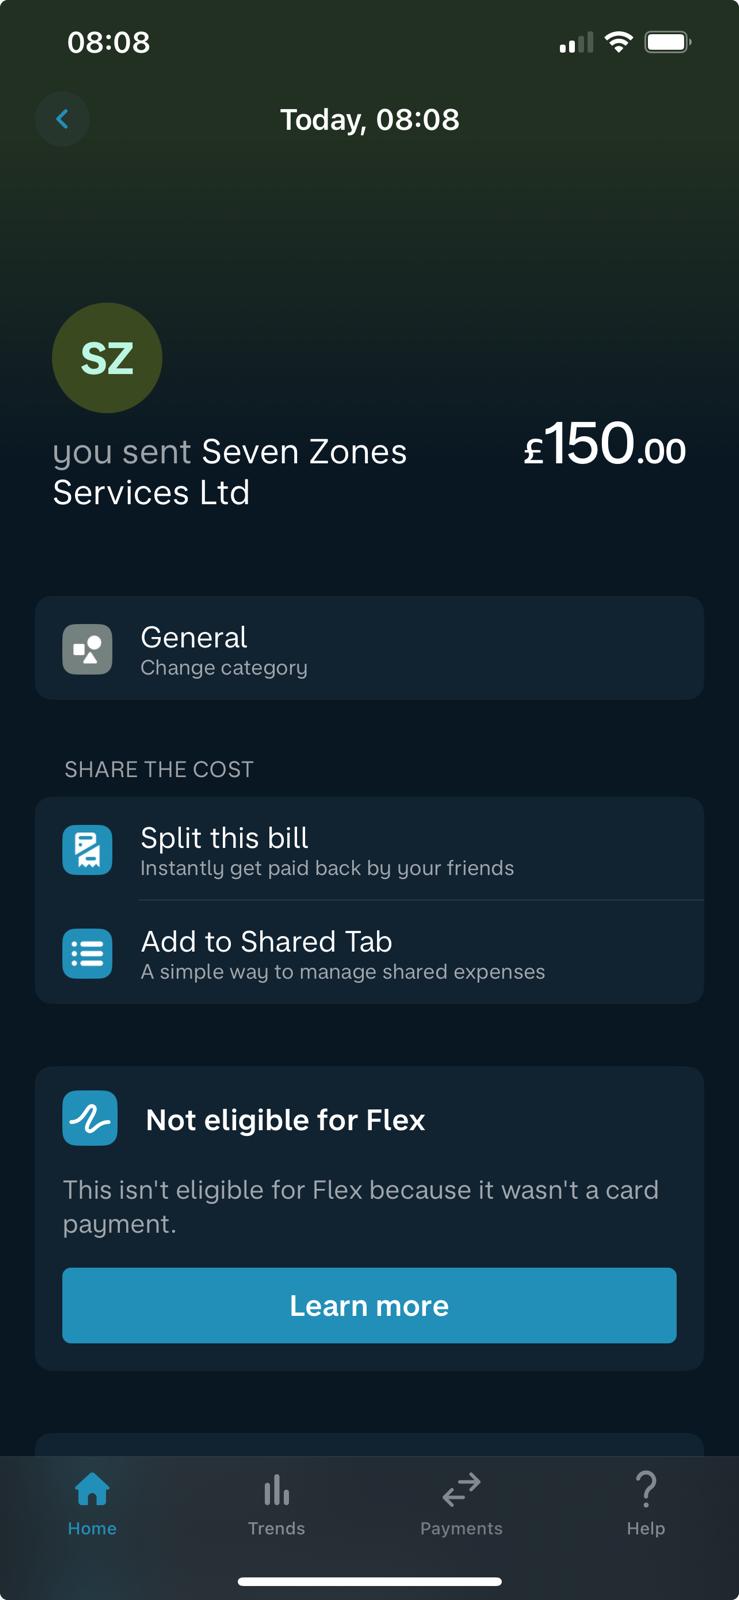 08:08
Today, 08:08
SZ
you sent Seven Zones
Services Ltd
£150.00
General
Change category
SHARE THE COST
Split this bill
Instantly get paid back by your friends
Add to Shared Tab
A simple way to manage shared expenses
Not eligible for Flex
This isn't eligible for Flex because it wasn't a card
payment.
Learn more
Home
Trends
Payments
Help